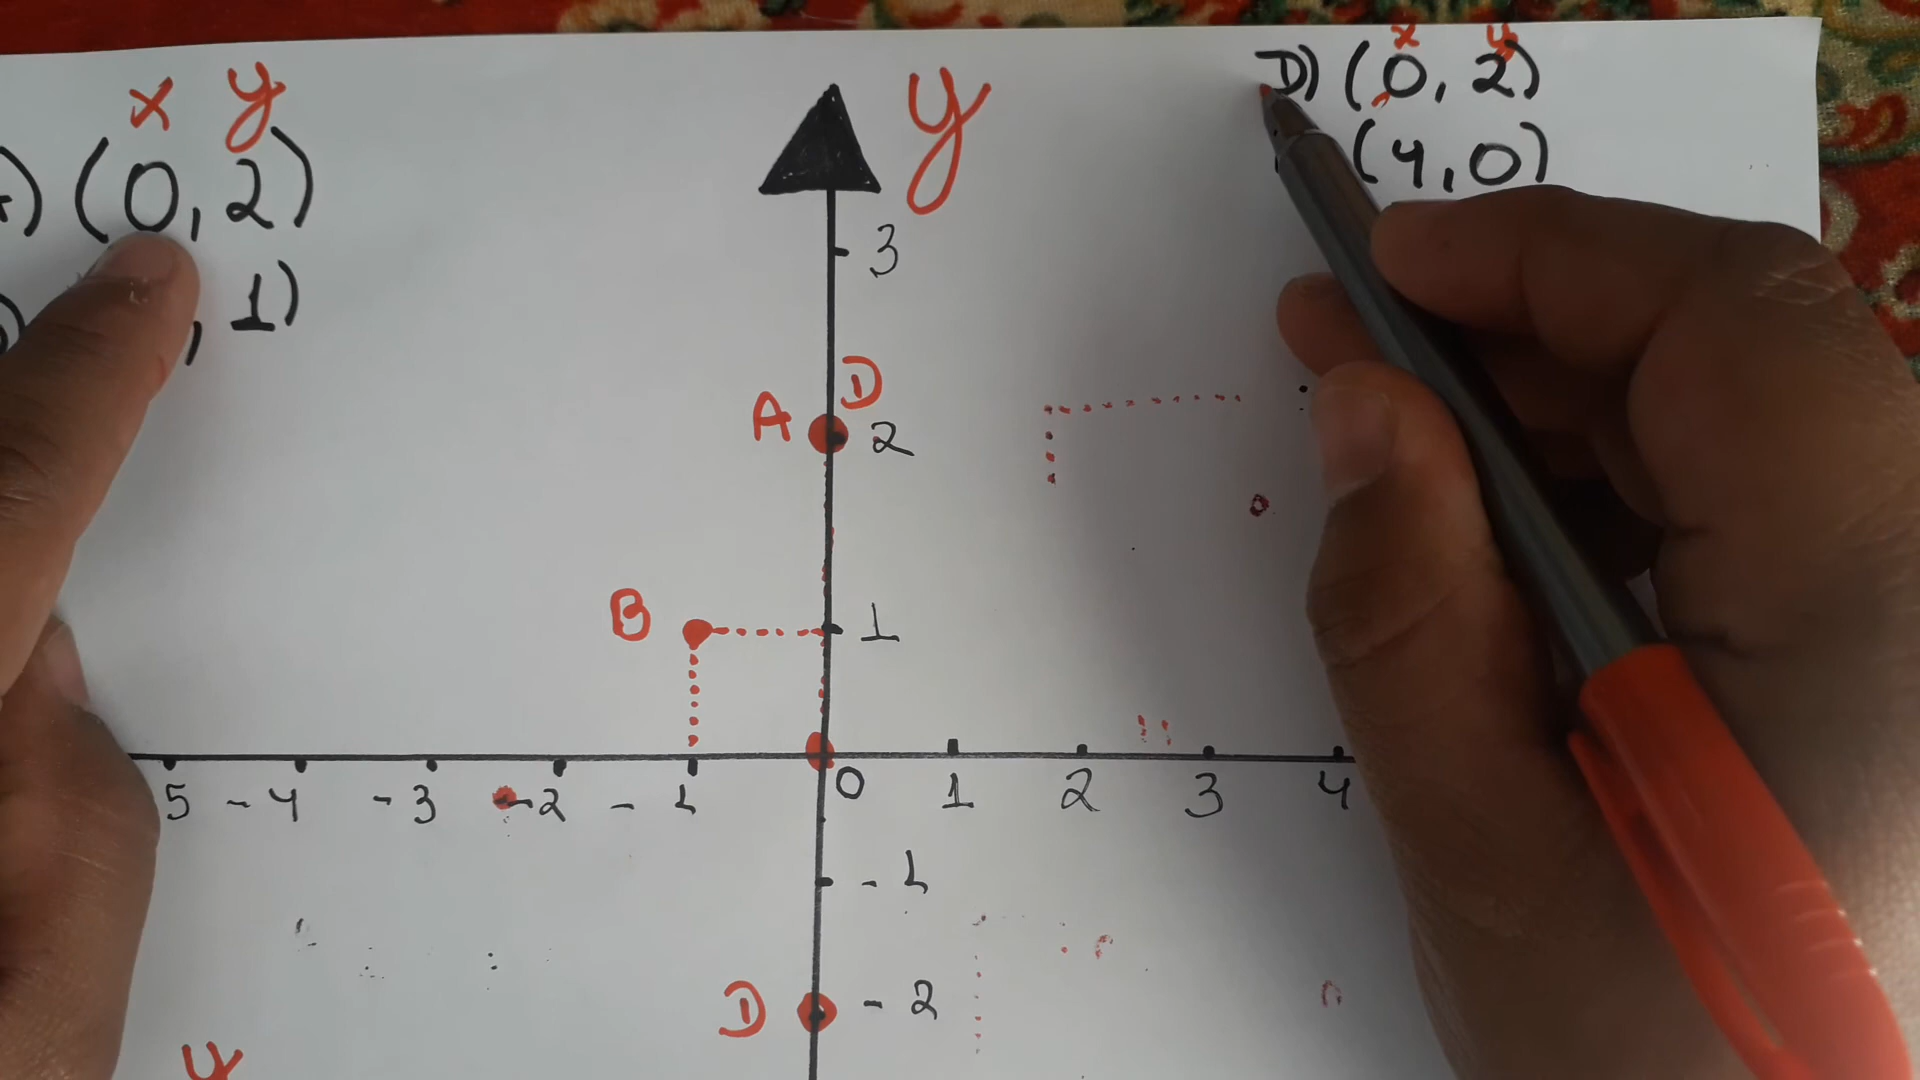 x y
) (0, 2)
, 1)
y
D) (0, 2)
x y
(4, 0)
3
A D
2
B
1
5 -4 -3 -2 -1 0 1 2 3 4
-1
D -2
y